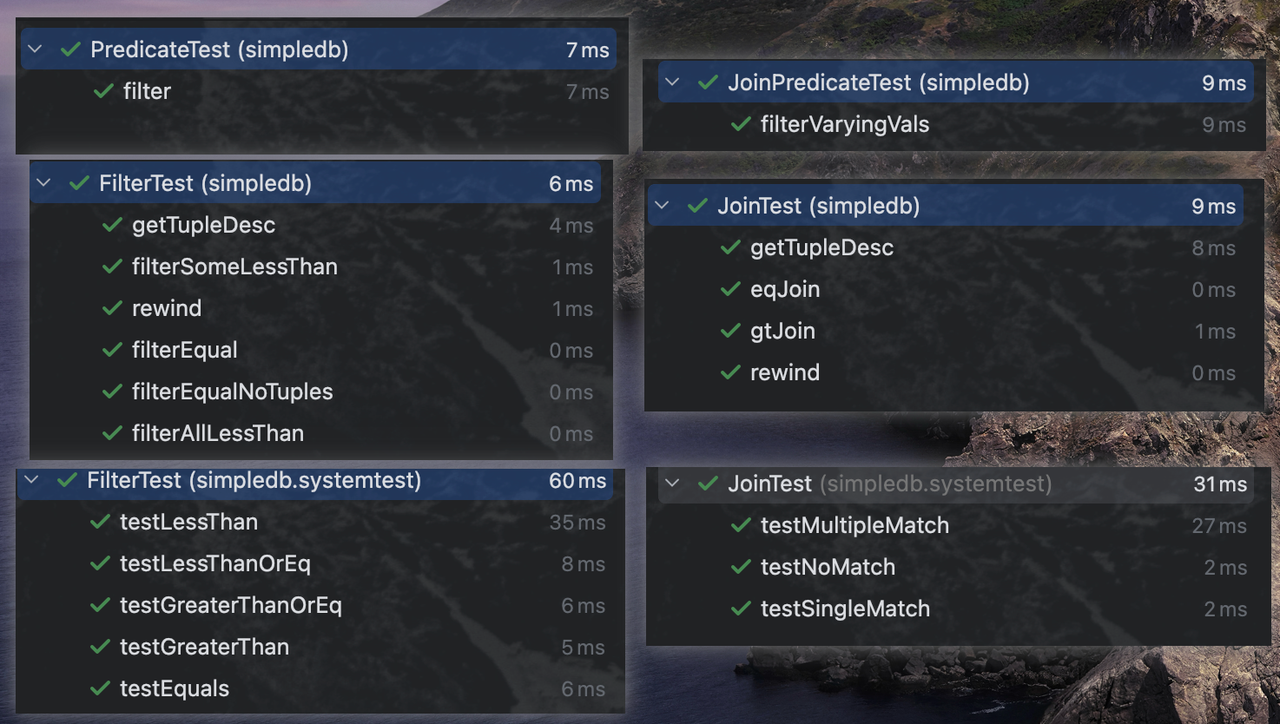 PredicateTest (simpledb) 7 ms
filter 7 ms
FilterTest (simpledb) 6 ms
getTupleDesc 4 ms
filterSomeLessThan 1 ms
rewind 1 ms
filterEqual 0 ms
filterEqualNoTuples 0 ms
filterAllLessThan 0 ms
FilterTest (simpledb.systemtest) 60 ms
testLessThan 35 ms
testLessThanOrEq 8 ms
testGreaterThanOrEq 6 ms
testGreaterThan 5 ms
testEquals 6 ms
JoinPredicateTest (simpledb) 9 ms
filterVaryingVals 9 ms
JoinTest (simpledb) 9 ms
getTupleDesc 8 ms
eqJoin 0 ms
gtJoin 1 ms
rewind 0 ms
JoinTest (simpledb.systemtest) 31 ms
testMultipleMatch 27 ms
testNoMatch 2 ms
testSingleMatch 2 ms